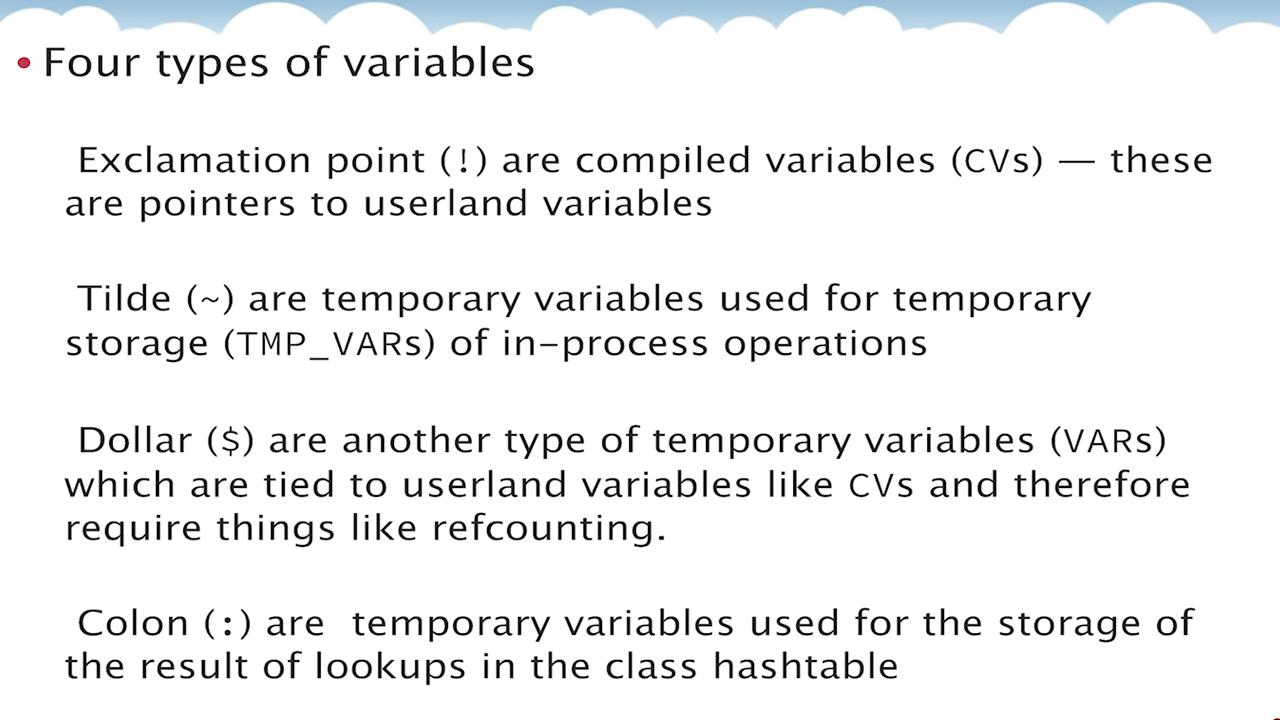 • Four types of variables
Exclamation point (!) are compiled variables (CVs) — these
are pointers to userland variables
Tilde (~) are temporary variables used for temporary
storage (TMP_VARs) of in-process operations
Dollar ($) are another type of temporary variables (VARs)
which are tied to userland variables like CVs and therefore
require things like refcounting.
Colon (:) are  temporary variables used for the storage of
the result of lookups in the class hashtable